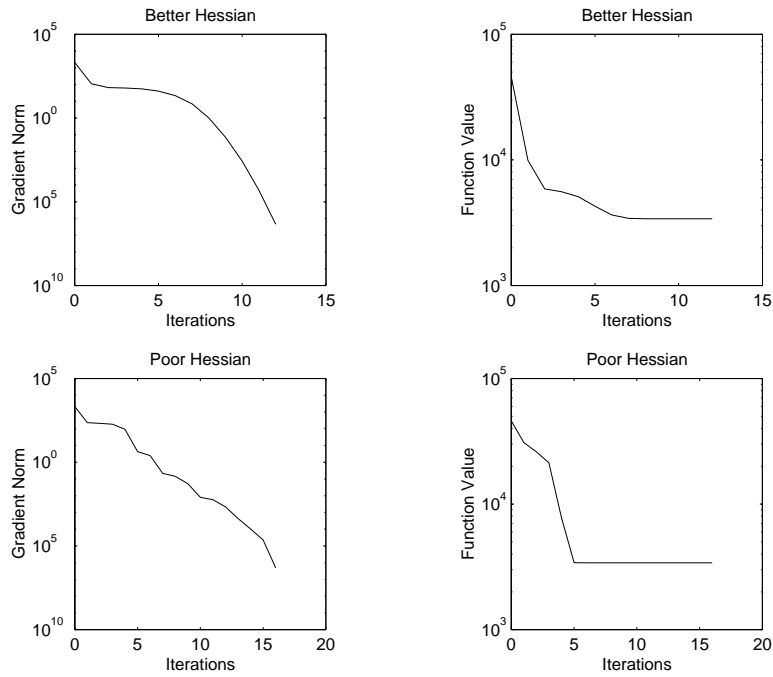 Better Hessian
Gradient Norm
10^5
10^0
10^5
10^10
0 5 10 15
Iterations
Better Hessian
Function Value
10^5
10^4
10^3
0 5 10 15
Iterations
Poor Hessian
Gradient Norm
10^5
10^0
10^5
10^10
0 5 10 15 20
Iterations
Poor Hessian
Function Value
10^5
10^4
10^3
0 5 10 15 20
Iterations